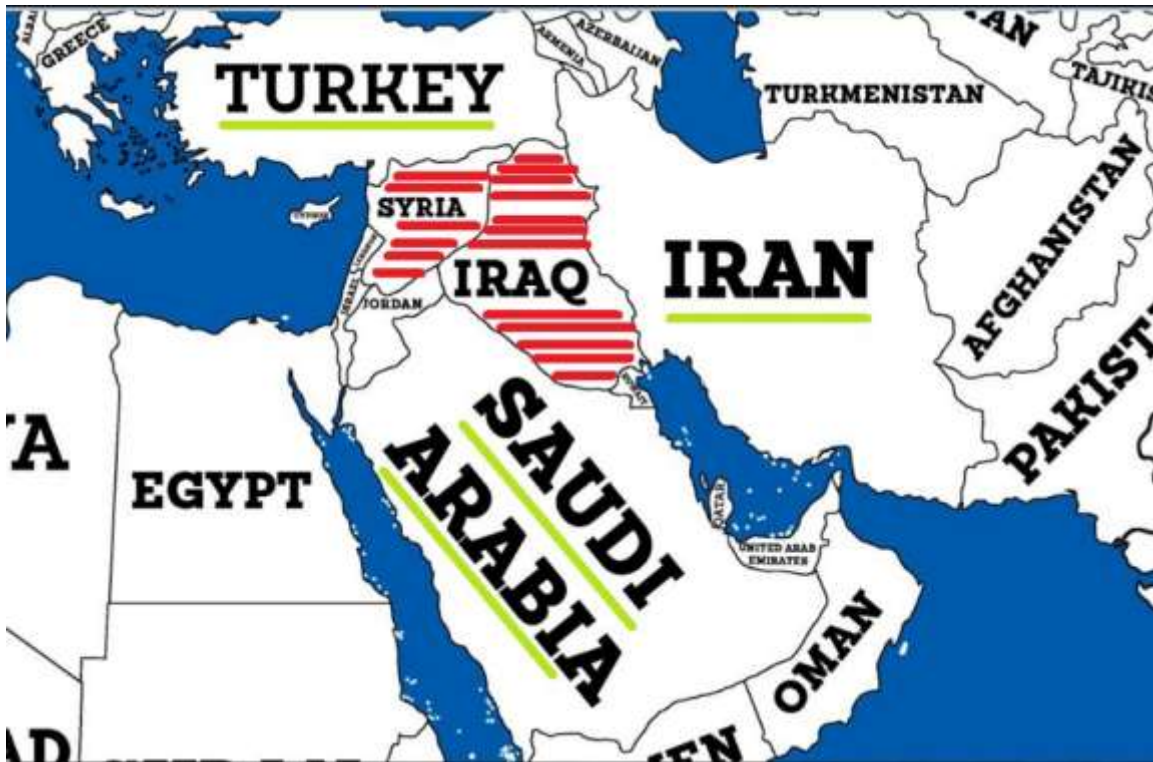 GREECE
TURKEY
ARMENIA
AZERBAIJAN
TURKMENISTAN
SYRIA
IRAQ
IRAN
AFGHANISTAN
ISRAEL
JORDAN
PAKIST
EGYPT
SAUDI
ARABIA
QATAR
UNITED ARAB
EMIRATES
OMAN
TAJIKIS